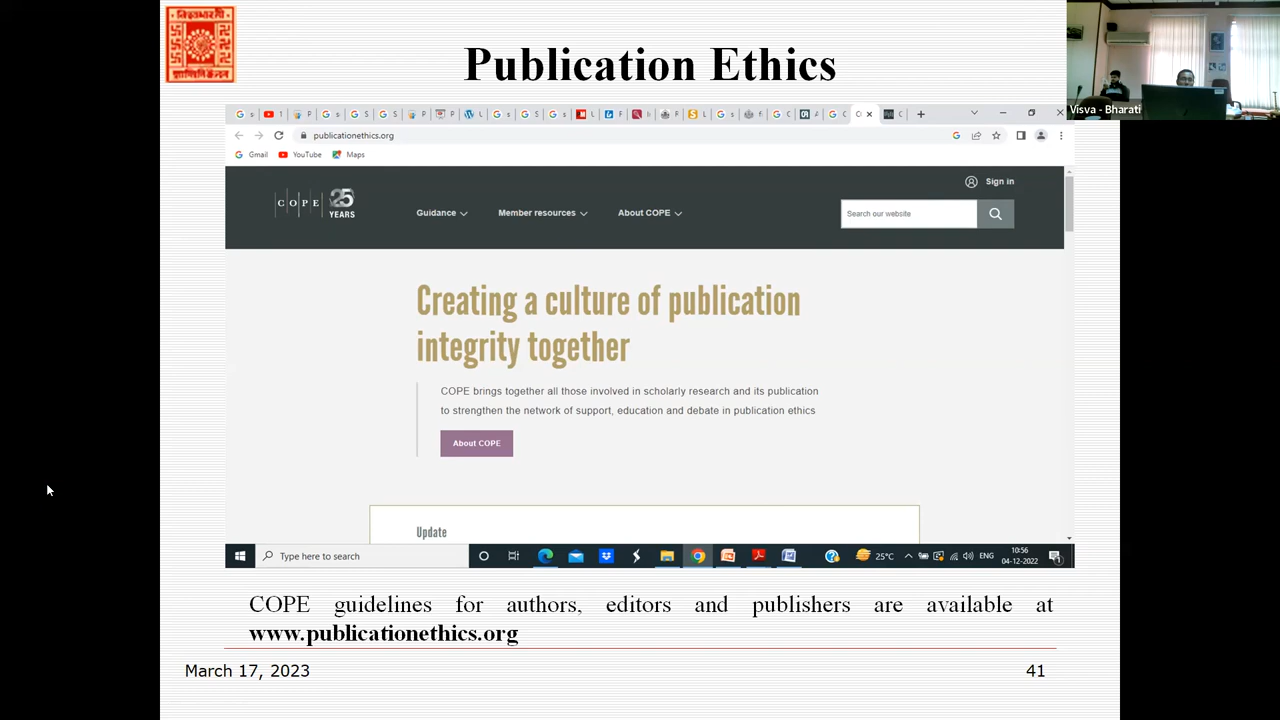 বিশ্বভারতী
Publication Ethics
Visva - Bharati
publicationethics.org
Gmail
YouTube
Maps
Sign in
COPE
25
YEARS
Guidance
Member resources
About COPE
Search our website
Creating a culture of publication
integrity together
COPE brings together all those involved in scholarly research and its publication
to strengthen the network of support, education and debate in publication ethics
About COPE
Update
Type here to search
25°C
ENG
10:56
04-12-2022
COPE guidelines for authors, editors and publishers are available at
www.publicationethics.org
March 17, 2023
41